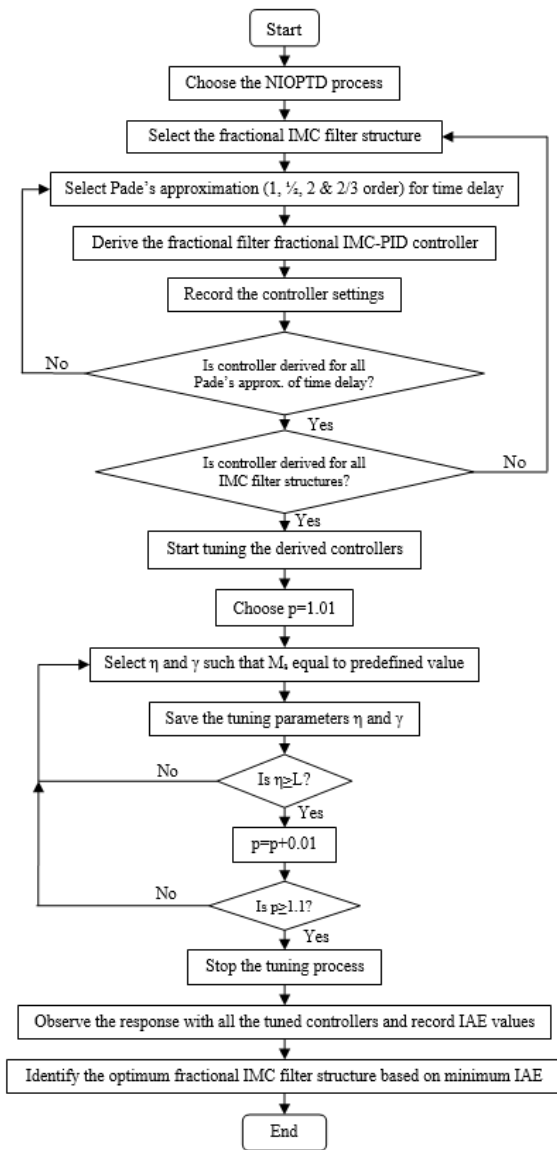 Start
Choose the NIOPTD process
Select the fractional IMC filter structure
Select Pade's approximation (1, ½, 2 & 2/3 order) for time delay
Derive the fractional filter fractional IMC-PID controller
Record the controller settings
No
Is controller derived for all
Pade's approx. of time delay?
Yes
Is controller derived for all
IMC filter structures?
No
Yes
Start tuning the derived controllers
Choose p=1.01
Select η and γ such that Mₛ equal to predefined value
Save the tuning parameters η and γ
No
Is η≥L?
Yes
p=p+0.01
No
Is p≥1.1?
Yes
Stop the tuning process
Observe the response with all the tuned controllers and record IAE values
Identify the optimum fractional IMC filter structure based on minimum IAE
End